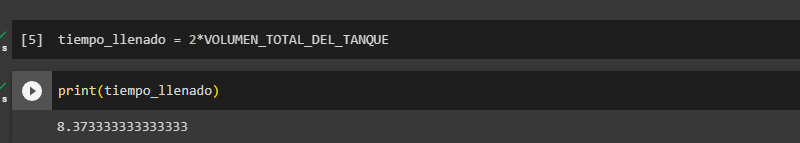 s
[5] tiempo_llenado = 2*VOLUMEN_TOTAL_DEL_TANQUE
s
print(tiempo_llenado)
8.373333333333333